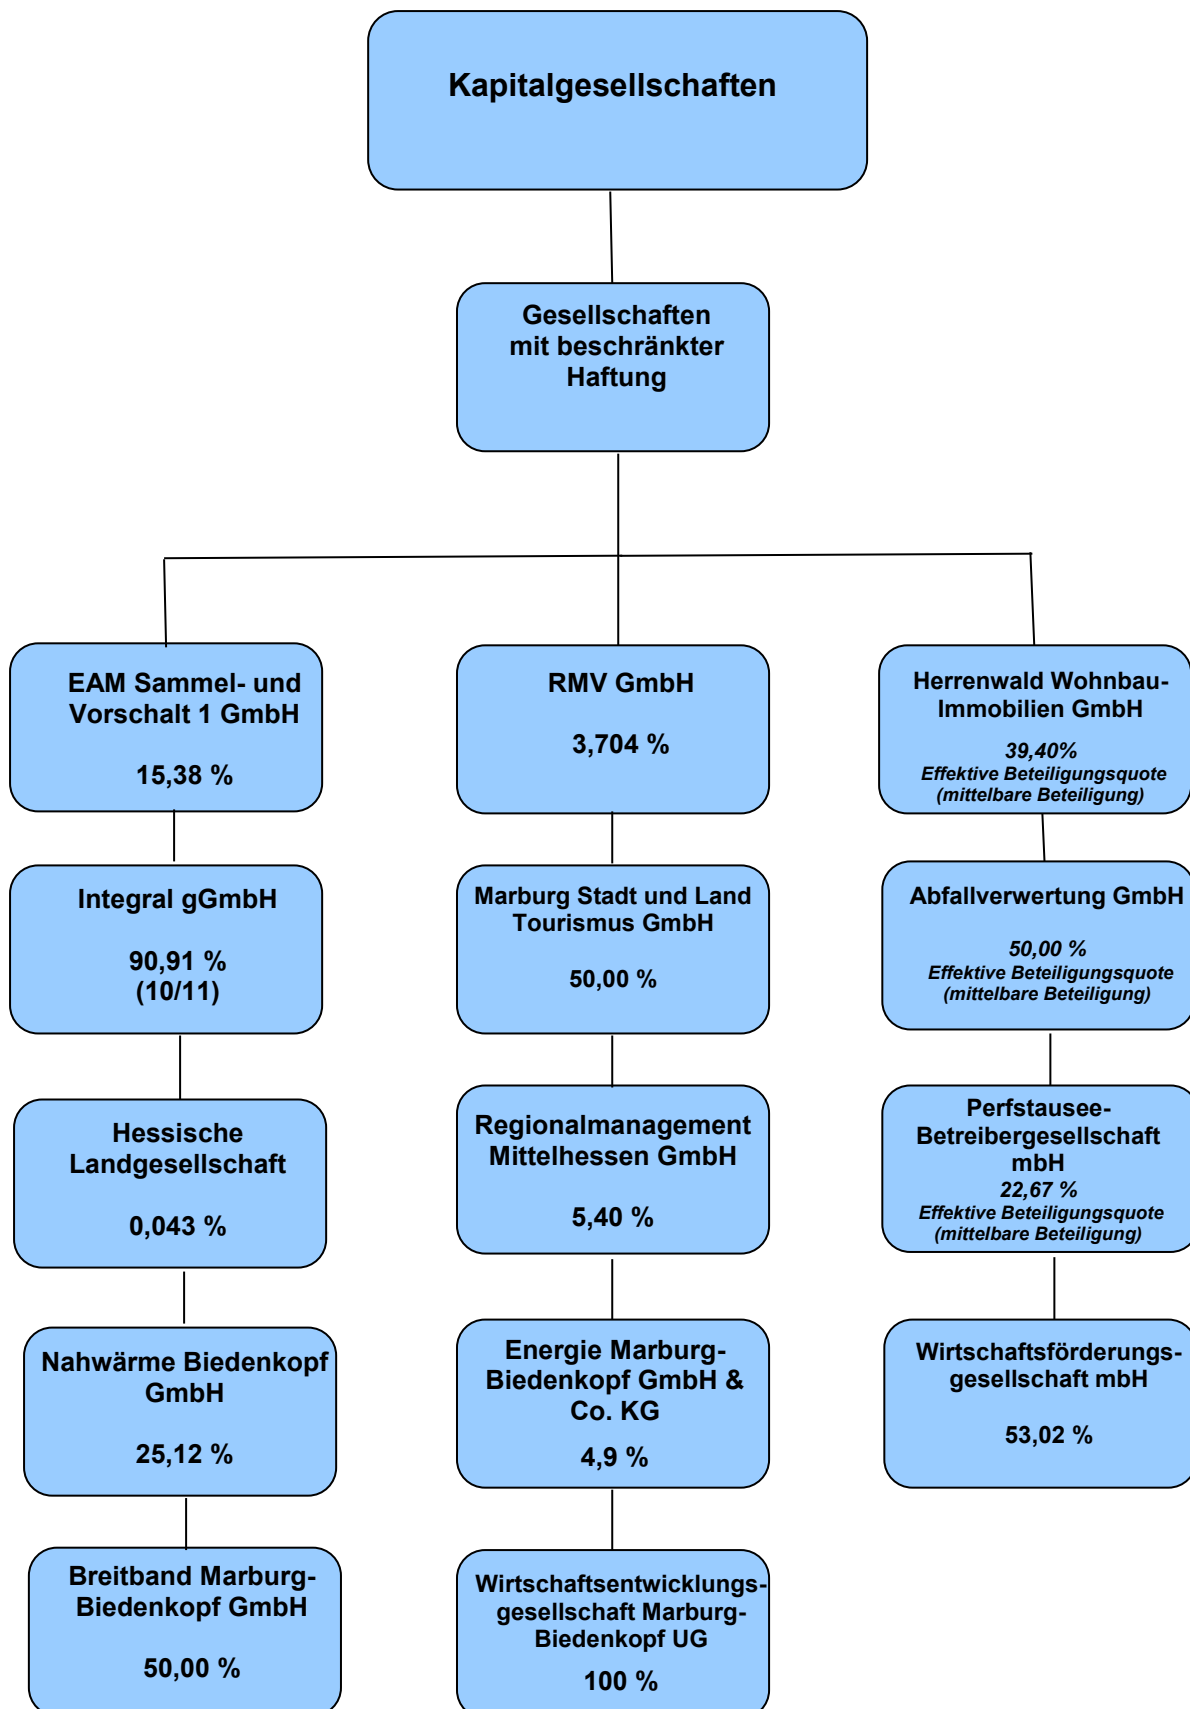 Kapitalgesellschaften
Gesellschaften
mit beschränkter
Haftung
EAM Sammel- und
Vorschalt 1 GmbH
15,38 %
RMV GmbH
3,704 %
Herrenwald Wohnbau-
Immobilien GmbH
39,40%
Effektive Beteiligungsquote
(mittelbare Beteiligung)
Integral gGmbH
90,91 %
(10/11)
Marburg Stadt und Land
Tourismus GmbH
50,00 %
Abfallverwertung GmbH
50,00 %
Effektive Beteiligungsquote
(mittelbare Beteiligung)
Hessische
Landgesellschaft
0,043 %
Regionalmanagement
Mittelhessen GmbH
5,40 %
Perfstausee-
Betreibergesellschaft
mbH
22,67 %
Effektive Beteiligungsquote
(mittelbare Beteiligung)
Nahwärme Biedenkopf
GmbH
25,12 %
Energie Marburg-
Biedenkopf GmbH &
Co. KG
4,9 %
Wirtschaftsförderungs-
gesellschaft mbH
53,02 %
Breitband Marburg-
Biedenkopf GmbH
50,00 %
Wirtschaftsentwicklungs-
gesellschaft Marburg-
Biedenkopf UG
100 %